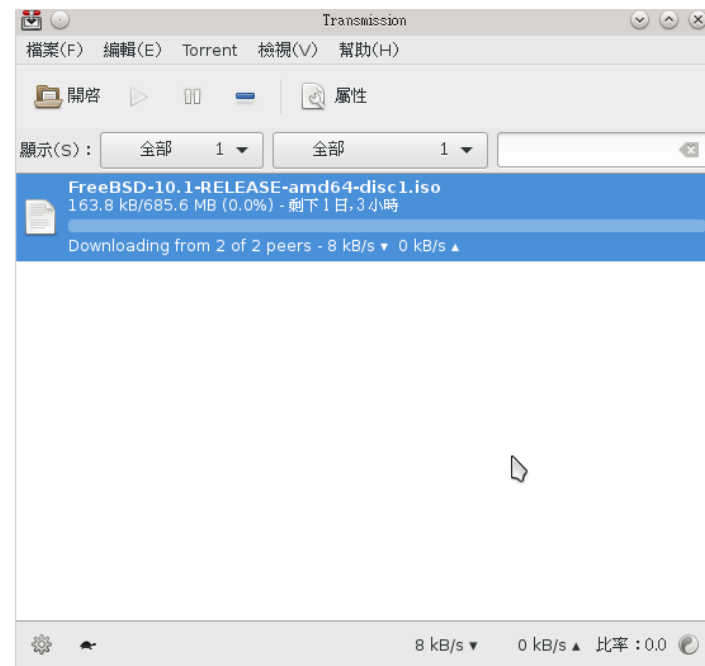 Transmission
檔案(F) 編輯(E) Torrent 檢視(V) 幫助(H)
開啓 屬性
顯示(S)： 全部 1 全部 1
FreeBSD-10.1-RELEASE-amd64-disc1.iso
163.8 kB/685.6 MB (0.0%) - 剩下 1 日, 3 小時
Downloading from 2 of 2 peers - 8 kB/s ▾ 0 kB/s ▴
8 kB/s ▾ 0 kB/s ▴ 比率：0.0